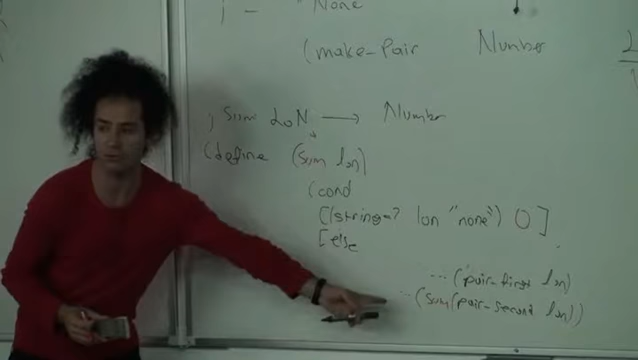 ; - "None
(make-Pair Number
; Sum LoN → Number
(define (sum lon)
(cond
[(string=? lon "none") 0]
[else
... (pair-first lon)
... (sum(pair-second lon))
2